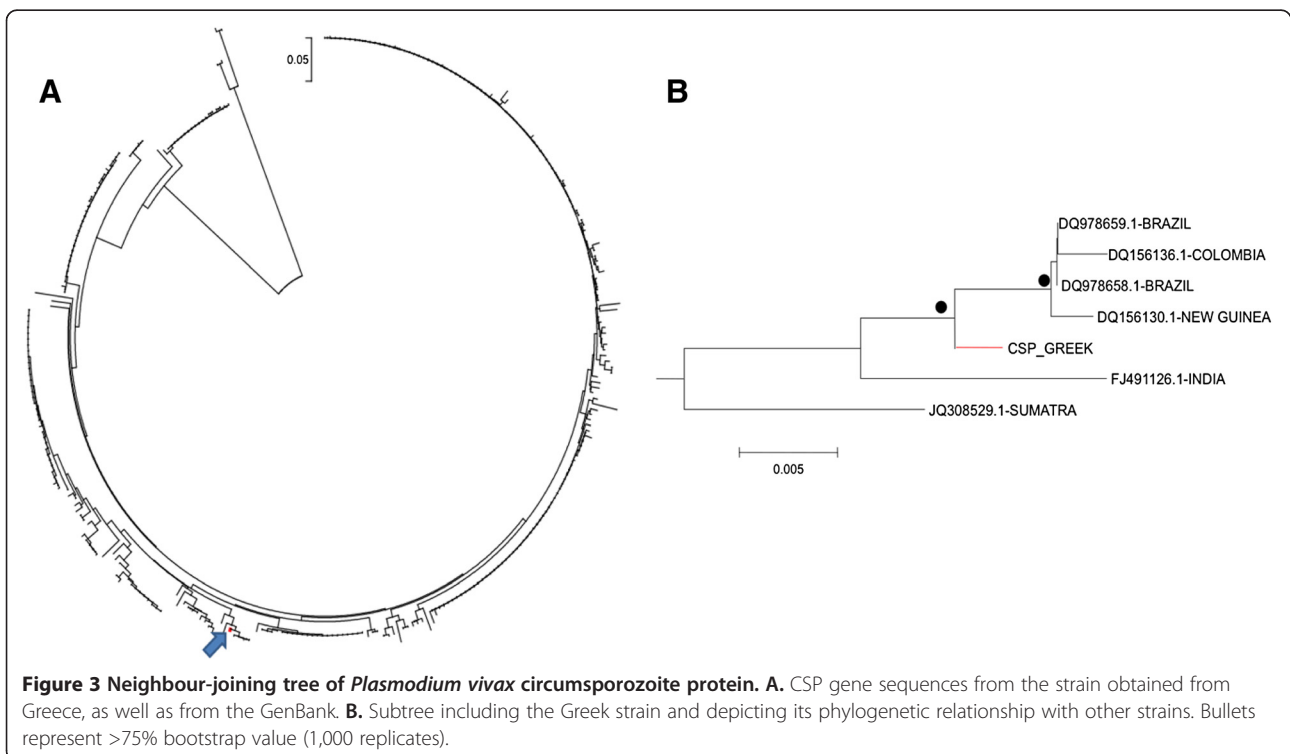 A
0.05
B
DQ978659.1-BRAZIL
DQ156136.1-COLOMBIA
DQ978658.1-BRAZIL
DQ156130.1-NEW GUINEA
CSP_GREEK
FJ491126.1-INDIA
JQ308529.1-SUMATRA
0.005
Figure 3 Neighbour-joining tree of Plasmodium vivax circumsporozoite protein. A. CSP gene sequences from the strain obtained from
Greece, as well as from the GenBank. B. Subtree including the Greek strain and depicting its phylogenetic relationship with other strains. Bullets
represent >75% bootstrap value (1,000 replicates).